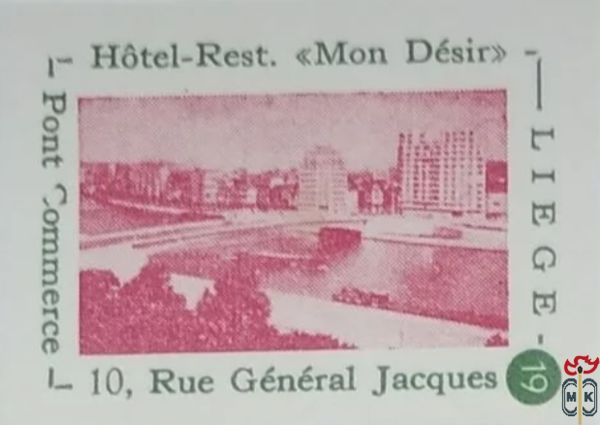 Hôtel-Rest. «Mon Désir» -
LIEGE -
10, Rue Général Jacques
Pont Commerce
19
MK